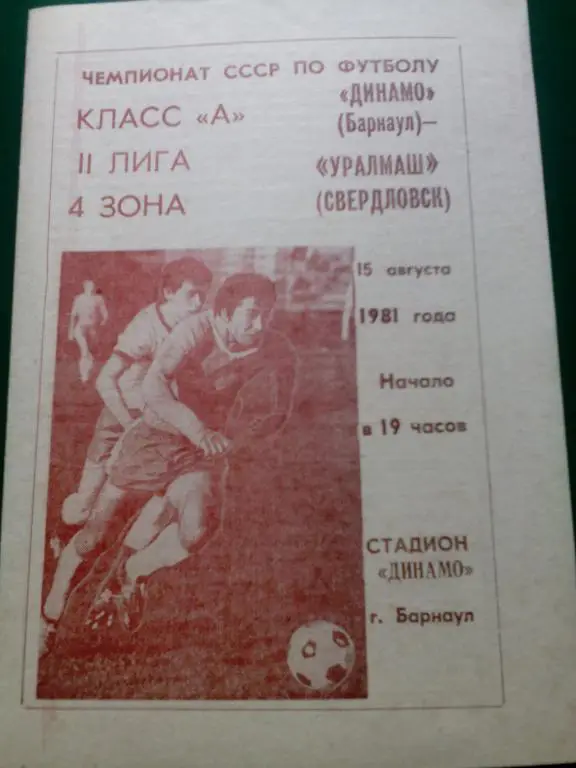 ЧЕМПИОНАТ СССР ПО ФУТБОЛУ
КЛАСС «А»
II ЛИГА
4 ЗОНА
«ДИНАМО»
(Барнаул)—
«УРАЛМАШ»
(СВЕРДЛОВСК)
15 августа
1981 года
Начало
в 19 часов
СТАДИОН
«ДИНАМО»
г. Барнаул